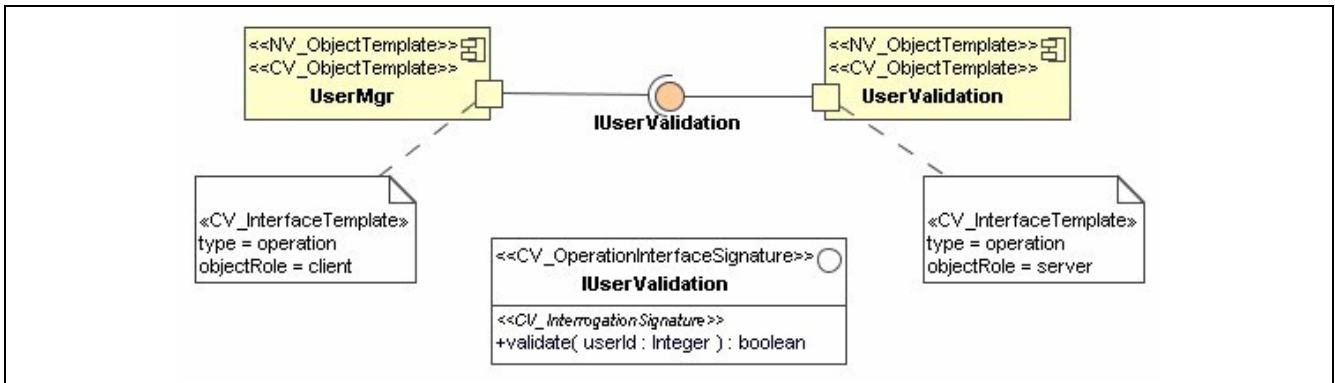 <<NV_ObjectTemplate>>
<<CV_ObjectTemplate>>
UserMgr
IUserValidation
<<NV_ObjectTemplate>>
<<CV_ObjectTemplate>>
UserValidation
«CV_InterfaceTemplate»
type = operation
objectRole = client
<<CV_OperationInterfaceSignature>>
IUserValidation
<<CV_InterrogationSignature>>
+validate( userId : Integer ) : boolean
«CV_InterfaceTemplate»
type = operation
objectRole = server